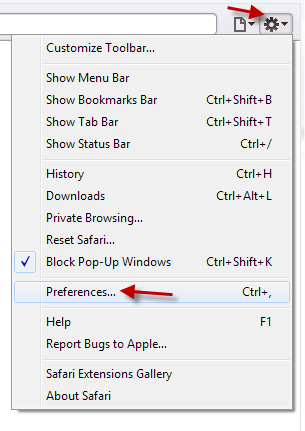 Customize Toolbar...
Show Menu Bar
Show Bookmarks Bar Ctrl+Shift+B
Show Tab Bar Ctrl+Shift+T
Show Status Bar Ctrl+/
History Ctrl+H
Downloads Ctrl+Alt+L
Private Browsing...
Reset Safari...
Block Pop-Up Windows Ctrl+Shift+K
Preferences... Ctrl+,
Help F1
Report Bugs to Apple...
Safari Extensions Gallery
About Safari